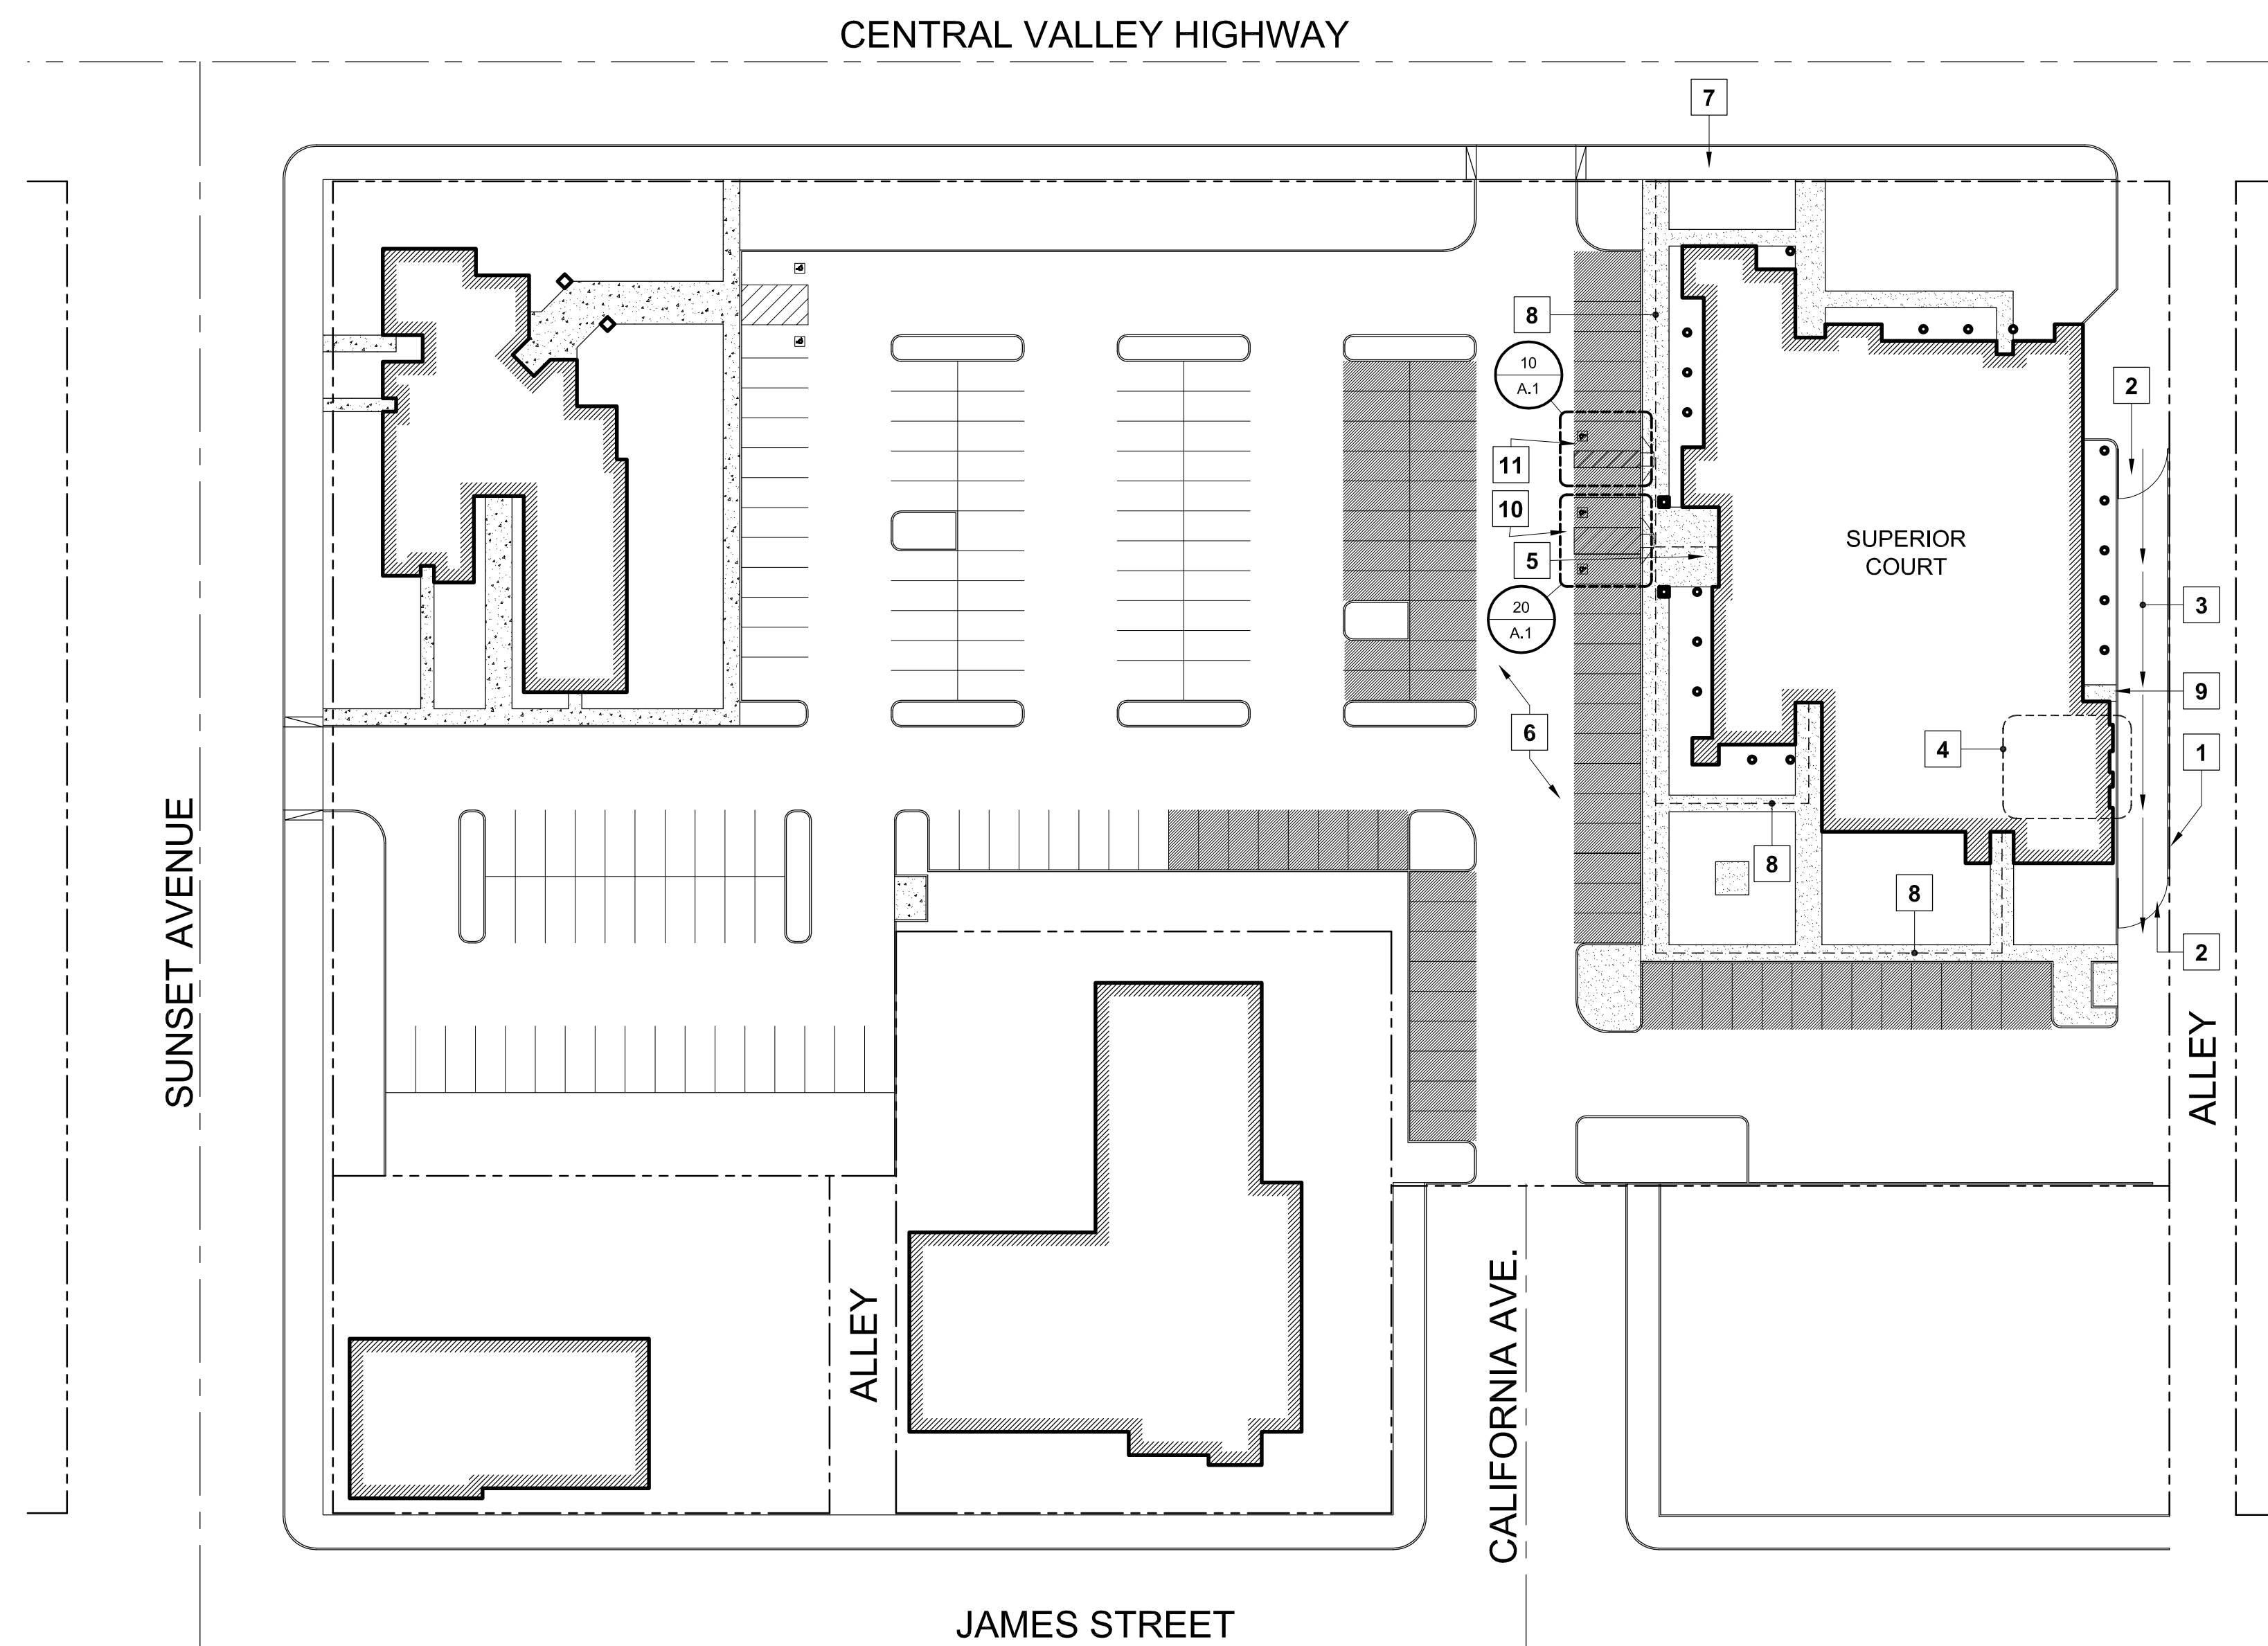 CENTRAL VALLEY HIGHWAY
7
8
10
A.1
2
11
10
SUPERIOR
COURT
5
3
20
A.1
9
6
4
1
8
8
2
SUNSET AVENUE
ALLEY
ALLEY
CALIFORNIA AVE.
JAMES STREET